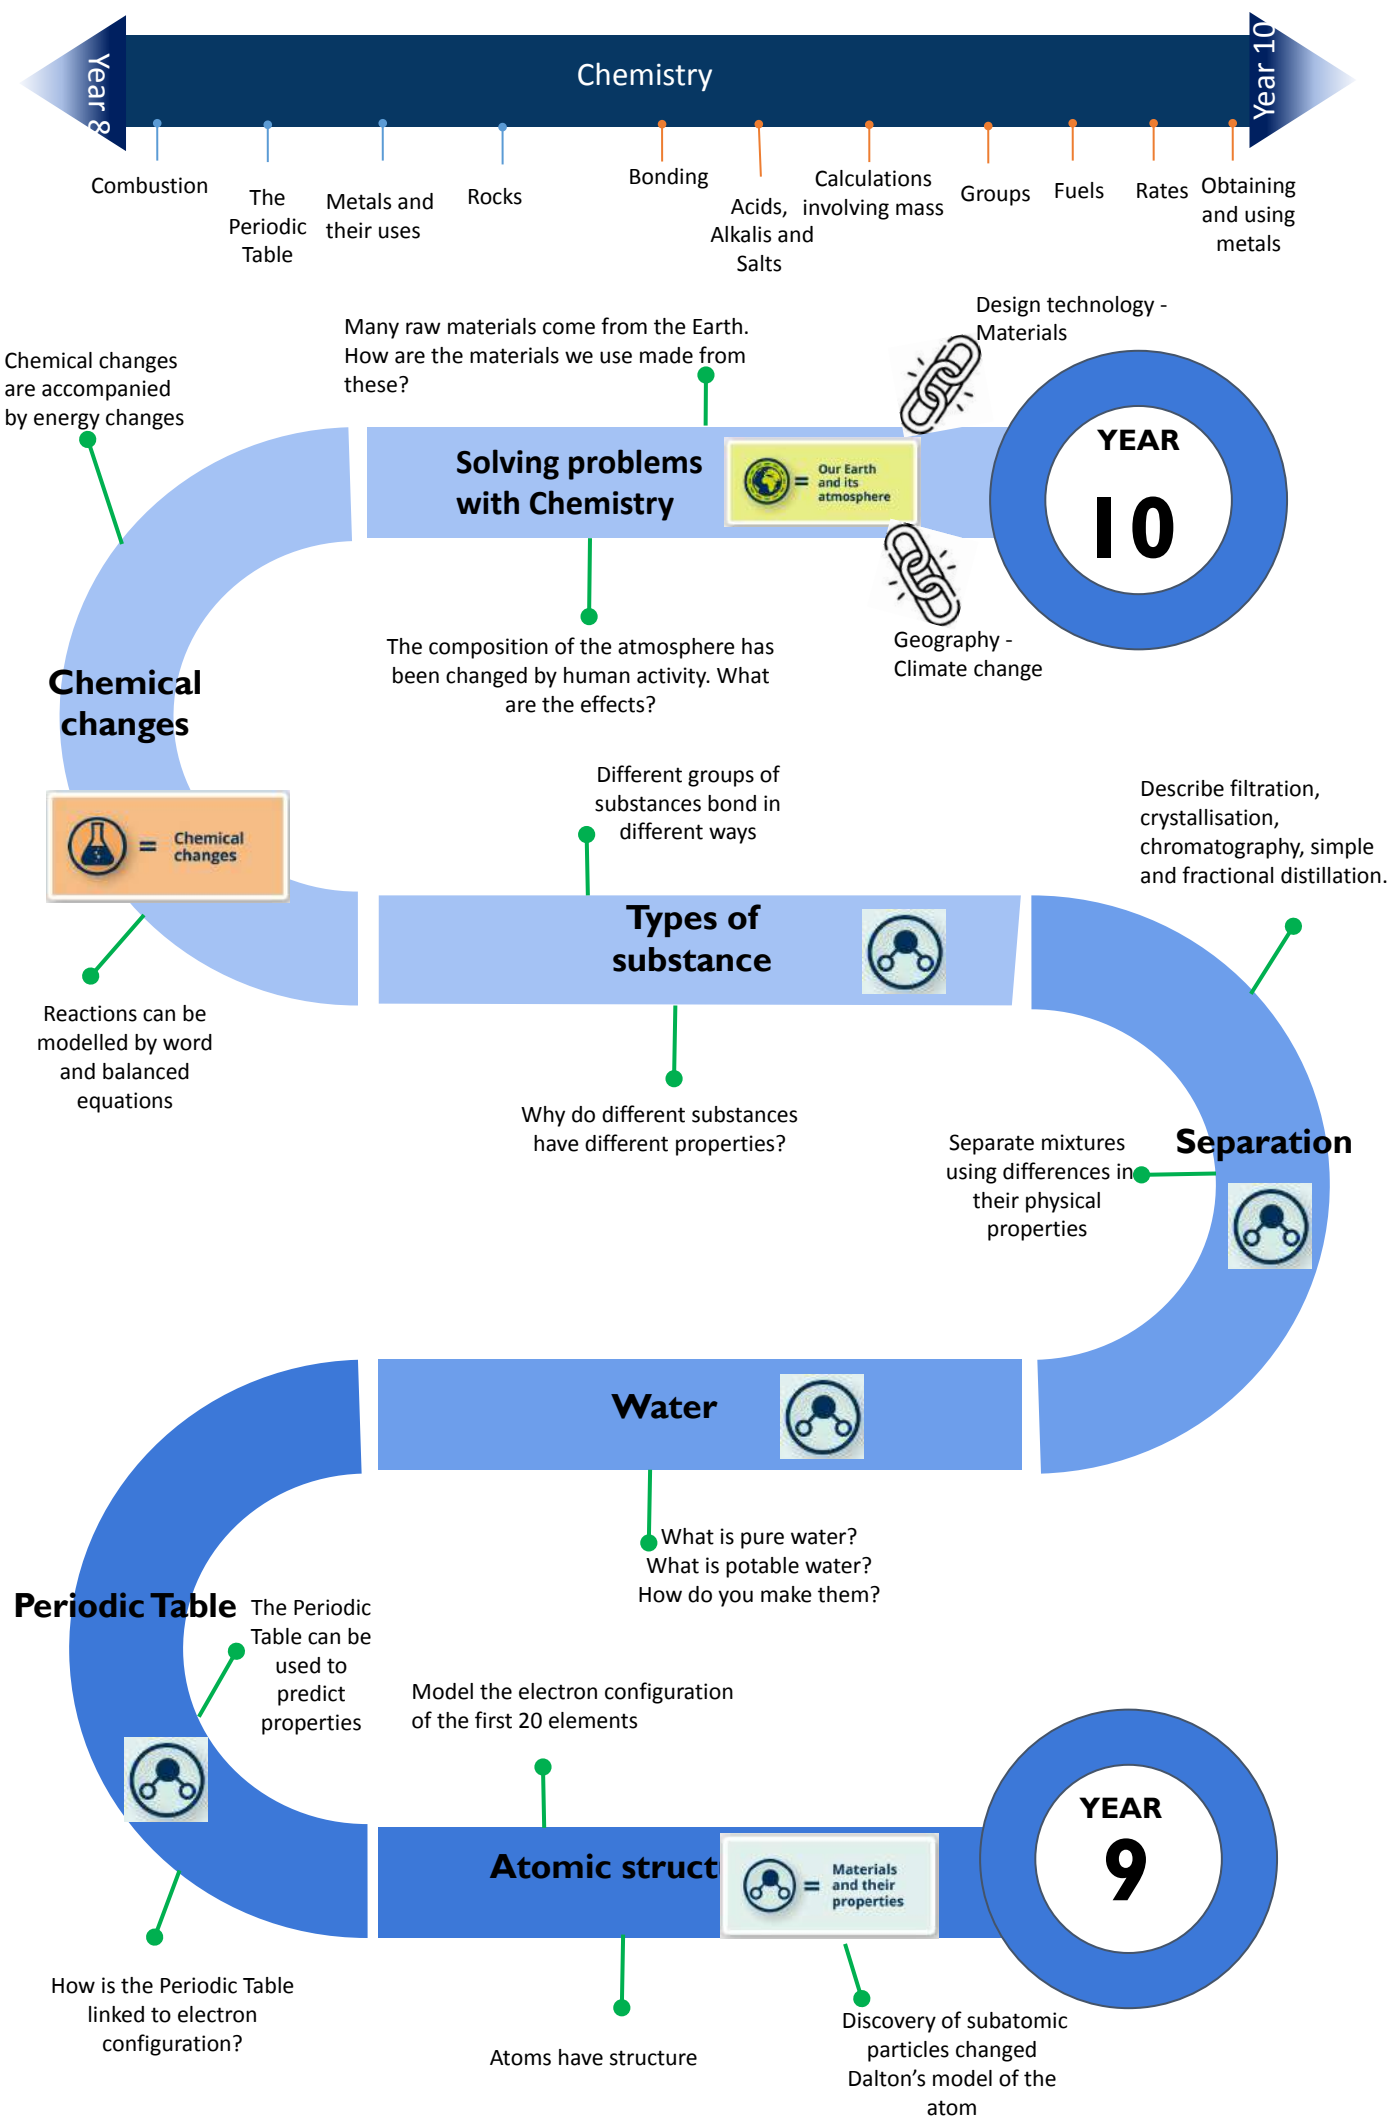 Chemistry
Year 8
Year 10
Combustion
The
Periodic
Table
Metals and
their uses
Rocks
Bonding
Acids,
Alkalis and
Salts
Calculations
involving mass
Groups
Fuels
Rates
Obtaining
and using
metals
Design technology -
Materials
Many raw materials come from the Earth.
How are the materials we use made from
these?
Chemical changes
are accompanied
by energy changes
Solving problems
with Chemistry
= Our Earth
and its
atmosphere
YEAR
10
The composition of the atmosphere has
been changed by human activity. What
are the effects?
Geography -
Climate change
Chemical
changes
= Chemical
changes
Different groups of
substances bond in
different ways
Describe filtration,
crystallisation,
chromatography, simple
and fractional distillation.
Types of
substance
Reactions can be
modelled by word
and balanced
equations
Why do different substances
have different properties?
Separate mixtures
using differences in
their physical
properties
Separation
Water
What is pure water?
What is potable water?
How do you make them?
Periodic Table
The Periodic
Table can be
used to
predict
properties
Model the electron configuration
of the first 20 elements
YEAR
9
Atomic struct
= Materials
and their
properties
How is the Periodic Table
linked to electron
configuration?
Atoms have structure
Discovery of subatomic
particles changed
Dalton's model of the
atom